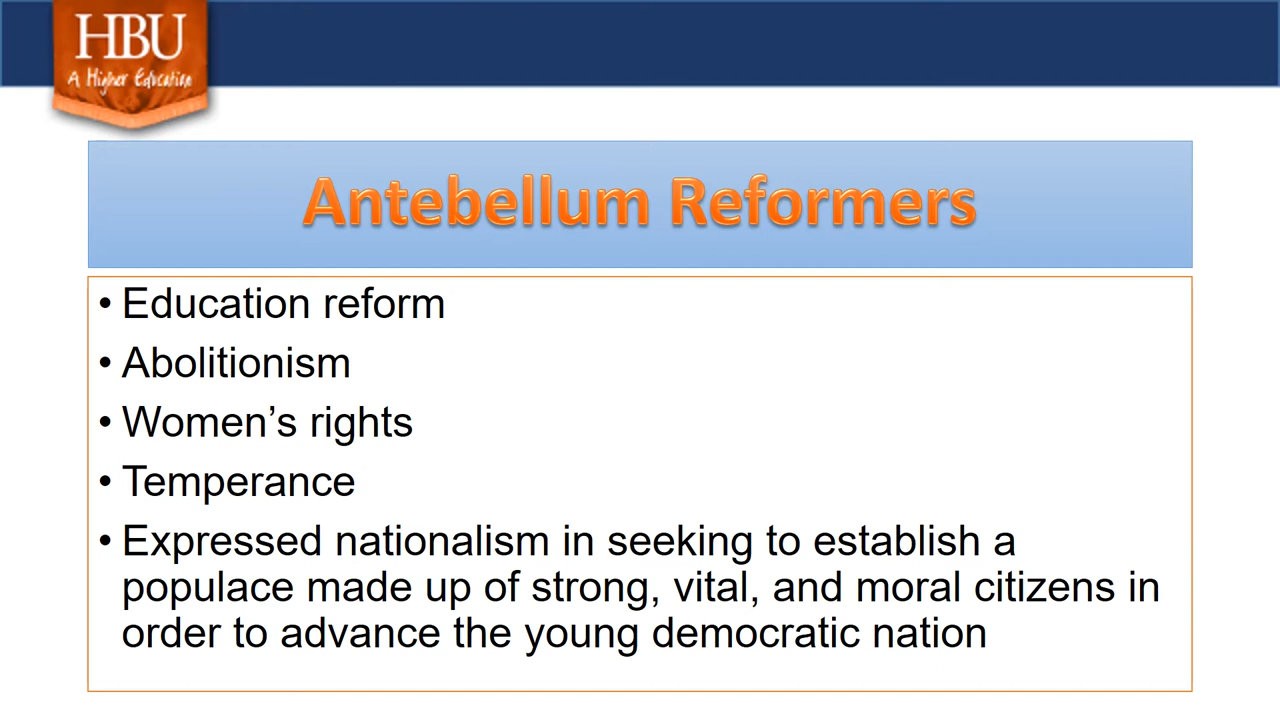 HBU
A Higher Education
Antebellum Reformers
• Education reform
• Abolitionism
• Women’s rights
• Temperance
• Expressed nationalism in seeking to establish a
populace made up of strong, vital, and moral citizens in
order to advance the young democratic nation